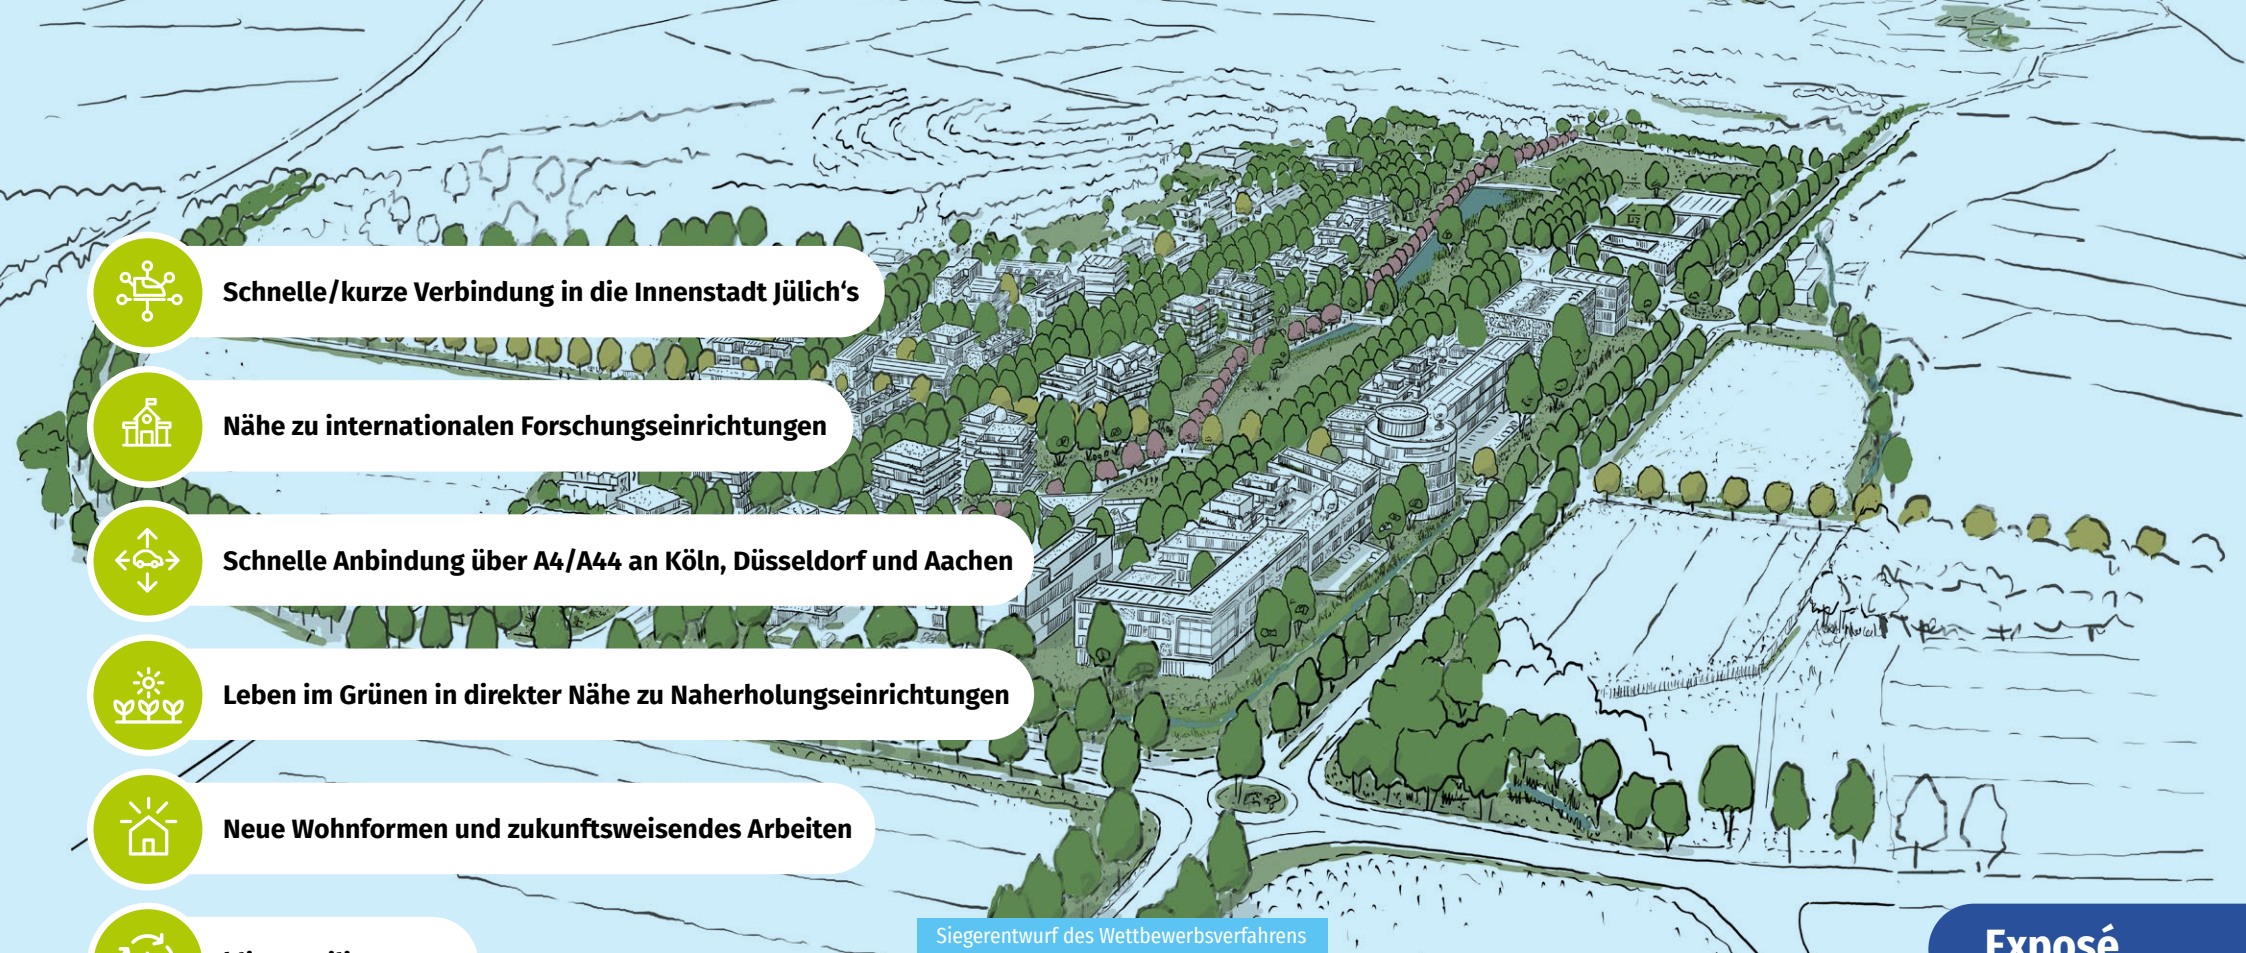 Schnelle/kurze Verbindung in die Innenstadt Jülich‘s
Nähe zu internationalen Forschungseinrichtungen
Schnelle Anbindung über A4/A44 an Köln, Düsseldorf und Aachen
Leben im Grünen in direkter Nähe zu Naherholungseinrichtungen
Neue Wohnformen und zukunftsweisendes Arbeiten
Siegerentwurf des Wettbewerbsverfahrens
Exposé